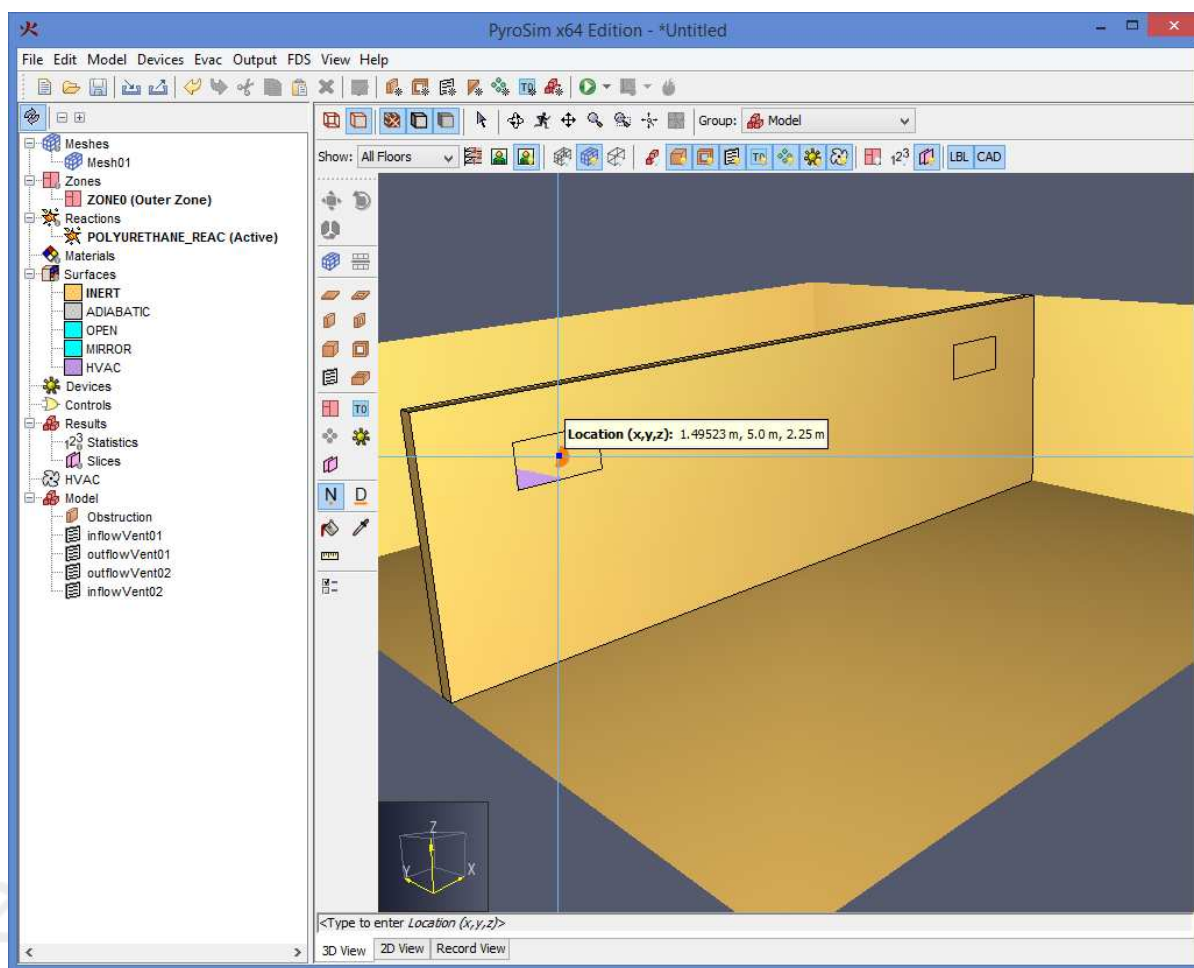 火
PyroSim x64 Edition - *Untitled
File Edit Model Devices Evac Output FDS View Help
Group: Model
Show: All Floors
LBL CAD
Meshes
Mesh01
Zones
ZONE0 (Outer Zone)
Reactions
POLYURETHANE_REAC (Active)
Materials
Surfaces
INERT
ADIABATIC
OPEN
MIRROR
HVAC
Devices
Controls
Results
Statistics
Slices
HVAC
Model
Obstruction
inflowVent01
outflowVent01
outflowVent02
inflowVent02
N D
Location (x,y,z): 1.49523 m, 5.0 m, 2.25 m
Z
Y X
<Type to enter Location (x,y,z)>
3D View 2D View Record View